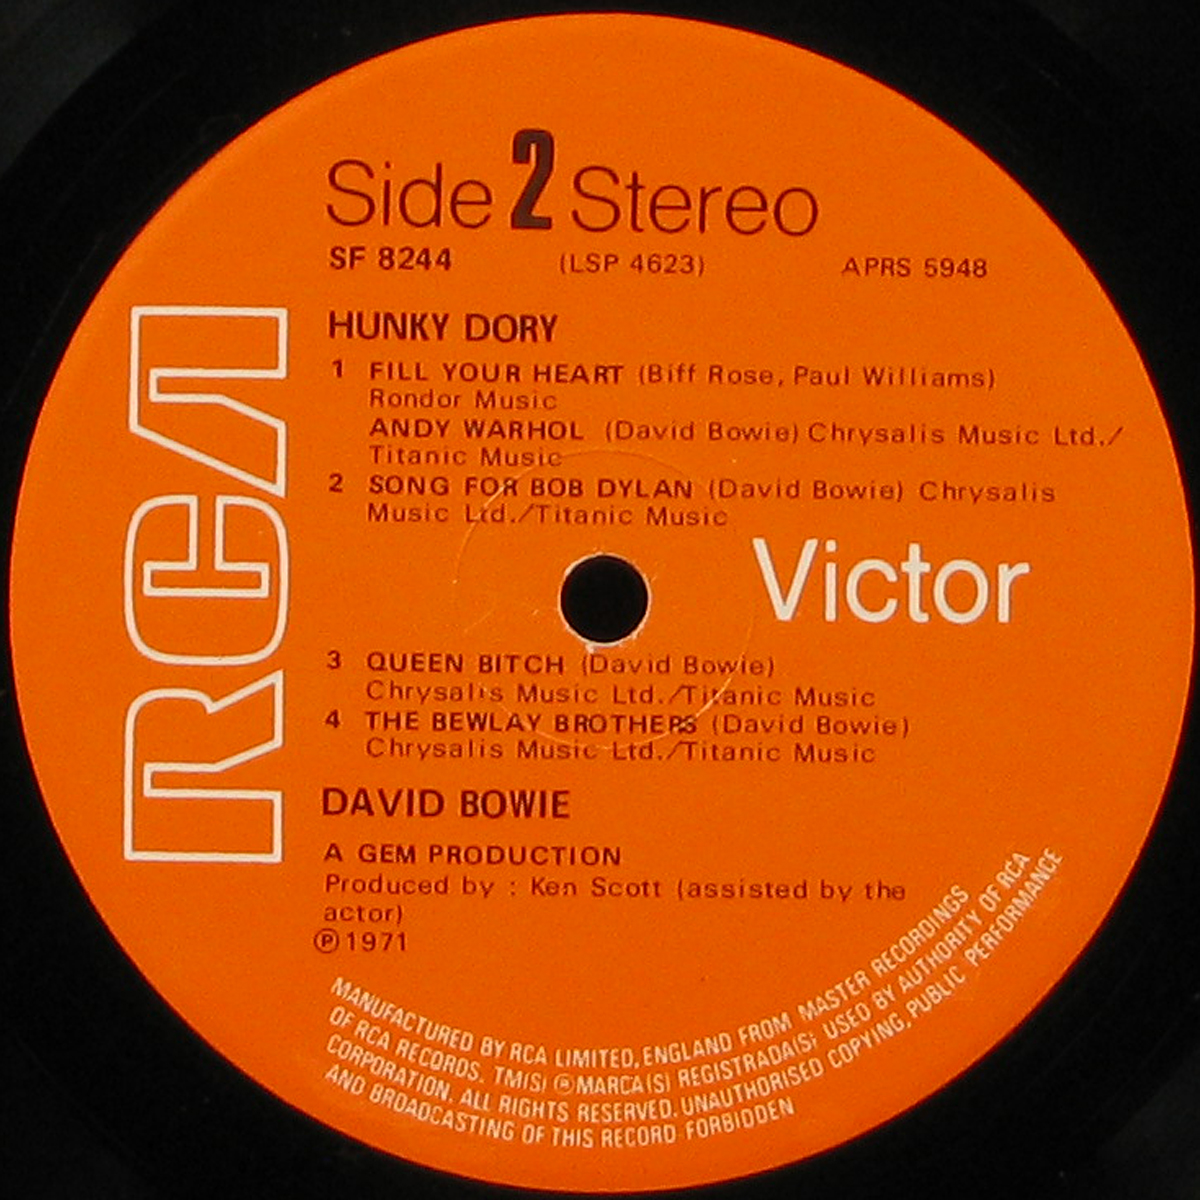 Side 2 Stereo
SF 8244 (LSP 4623) APRS 5948
RCA
HUNKY DORY
1 FILL YOUR HEART (Biff Rose, Paul Williams)
Rondor Music
ANDY WARHOL (David Bowie) Chrysalis Music Ltd./
Titanic Music
2 SONG FOR BOB DYLAN (David Bowie) Chrysalis
Music Ltd./Titanic Music
Victor
3 QUEEN BITCH (David Bowie)
Chrysalis Music Ltd./Titanic Music
4 THE BEWLAY BROTHERS (David Bowie)
Chrysalis Music Ltd./Titanic Music
DAVID BOWIE
A GEM PRODUCTION
Produced by : Ken Scott (assisted by the
actor)
℗1971
MANUFACTURED BY RCA LIMITED, ENGLAND FROM MASTER RECORDINGS
OF RCA RECORDS. TM(S) ® MARCA(S) REGISTRADA(S); USED BY AUTHORITY OF RCA
CORPORATION. ALL RIGHTS RESERVED. UNAUTHORISED COPYING, PUBLIC PERFORMANCE
AND BROADCASTING OF THIS RECORD FORBIDDEN